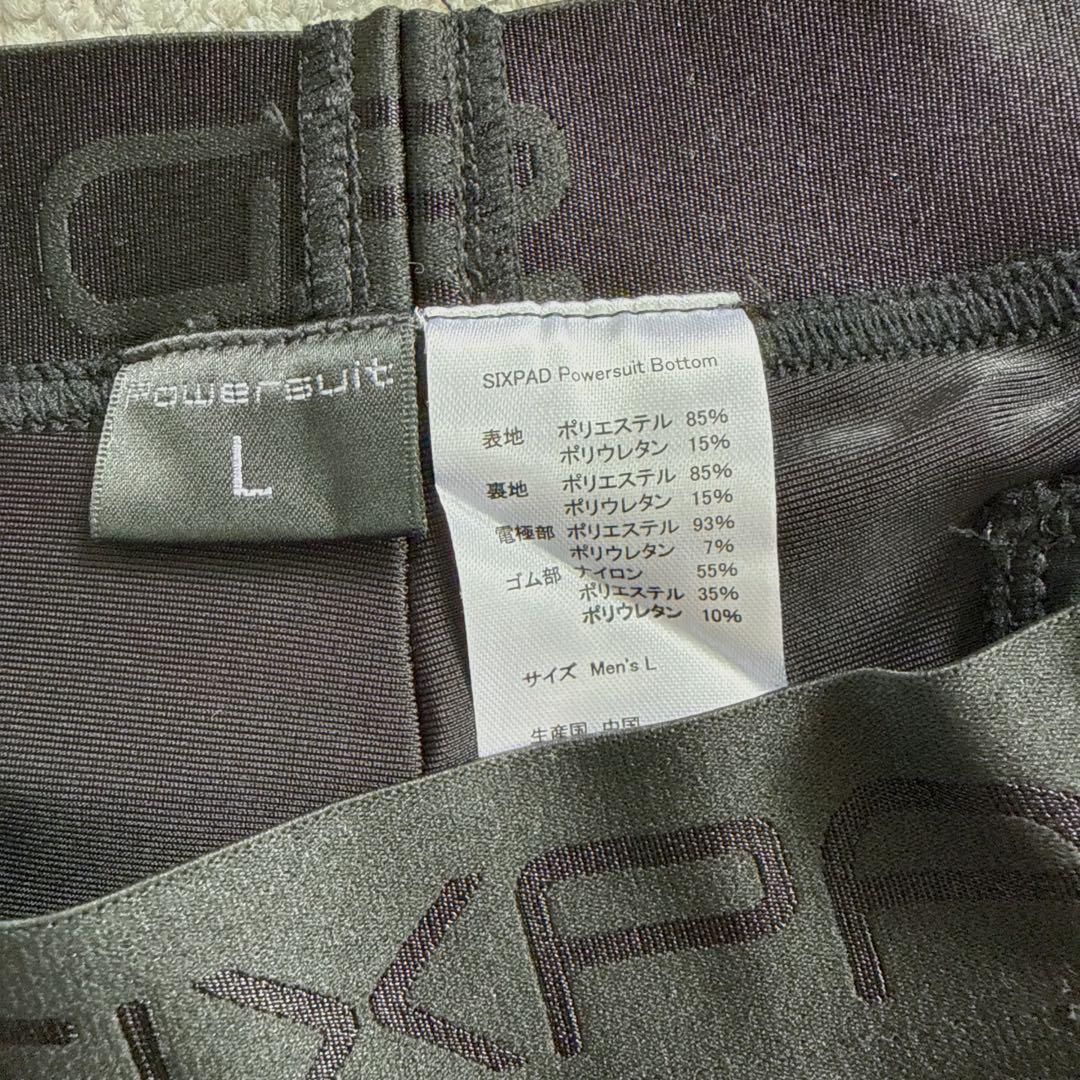 Powersuit
L
SIXPAD Powersuit Bottom
表地 ポリエステル 85%
ポリウレタン 15%
裏地 ポリエステル 85%
ポリウレタン 15%
電極部 ポリエステル 93%
ポリウレタン 7%
ゴム部 ナイロン 55%
ポリエステル 35%
ポリウレタン 10%
サイズ Men's L
生産国 中国
IXPA